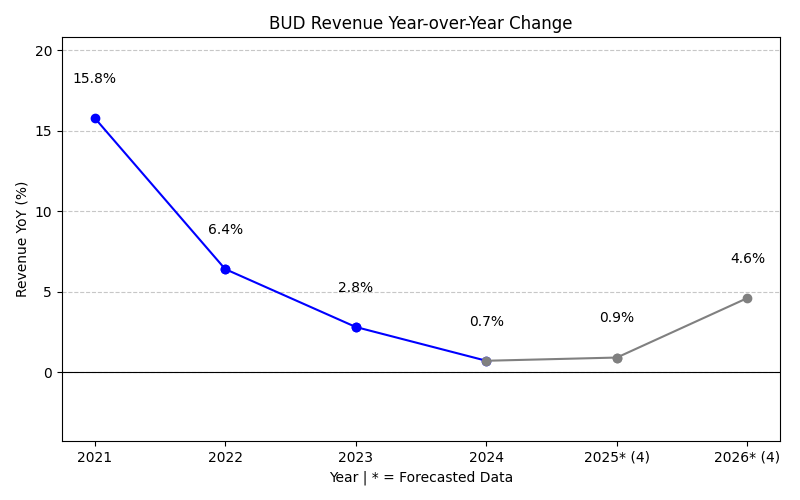 BUD Revenue Year-over-Year Change
Revenue YoY (%)
20
15
10
5
0
15.8%
6.4%
2.8%
0.7%
0.9%
4.6%
2021 2022 2023 2024 2025* (4) 2026* (4)
Year | * = Forecasted Data